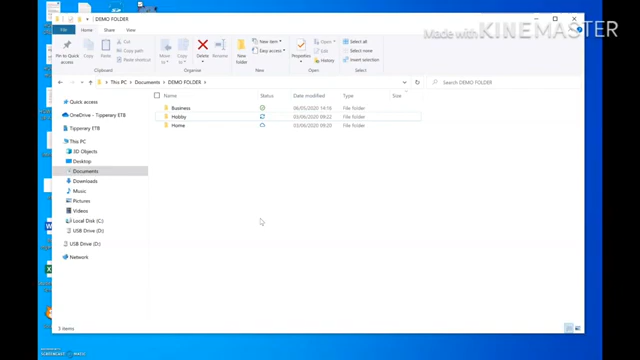 DEMO FOLDER
Made with KINEMASTER
File Home Share View
Pin to Quick access
Copy
Paste
Cut
Copy path
Paste shortcut
Move to
Copy to
Delete
Rename
New folder
New item
Easy access
Properties
Open
Edit
History
Select all
Select none
Invert selection
Clipboard Organise New Open Select
This PC > Documents > DEMO FOLDER >
Search DEMO FOLDER
Name Status Date modified Type Size
Business 06/05/2020 14:16 File folder
Hobby 03/06/2020 09:22 File folder
Home 03/06/2020 09:20 File folder
Quick access
OneDrive - Tipperary ETB
Tipperary ETB
This PC
3D Objects
Desktop
Documents
Downloads
Music
Pictures
Videos
Local Disk (C:)
USB Drive (D:)
USB Drive (D:)
Network
3 items